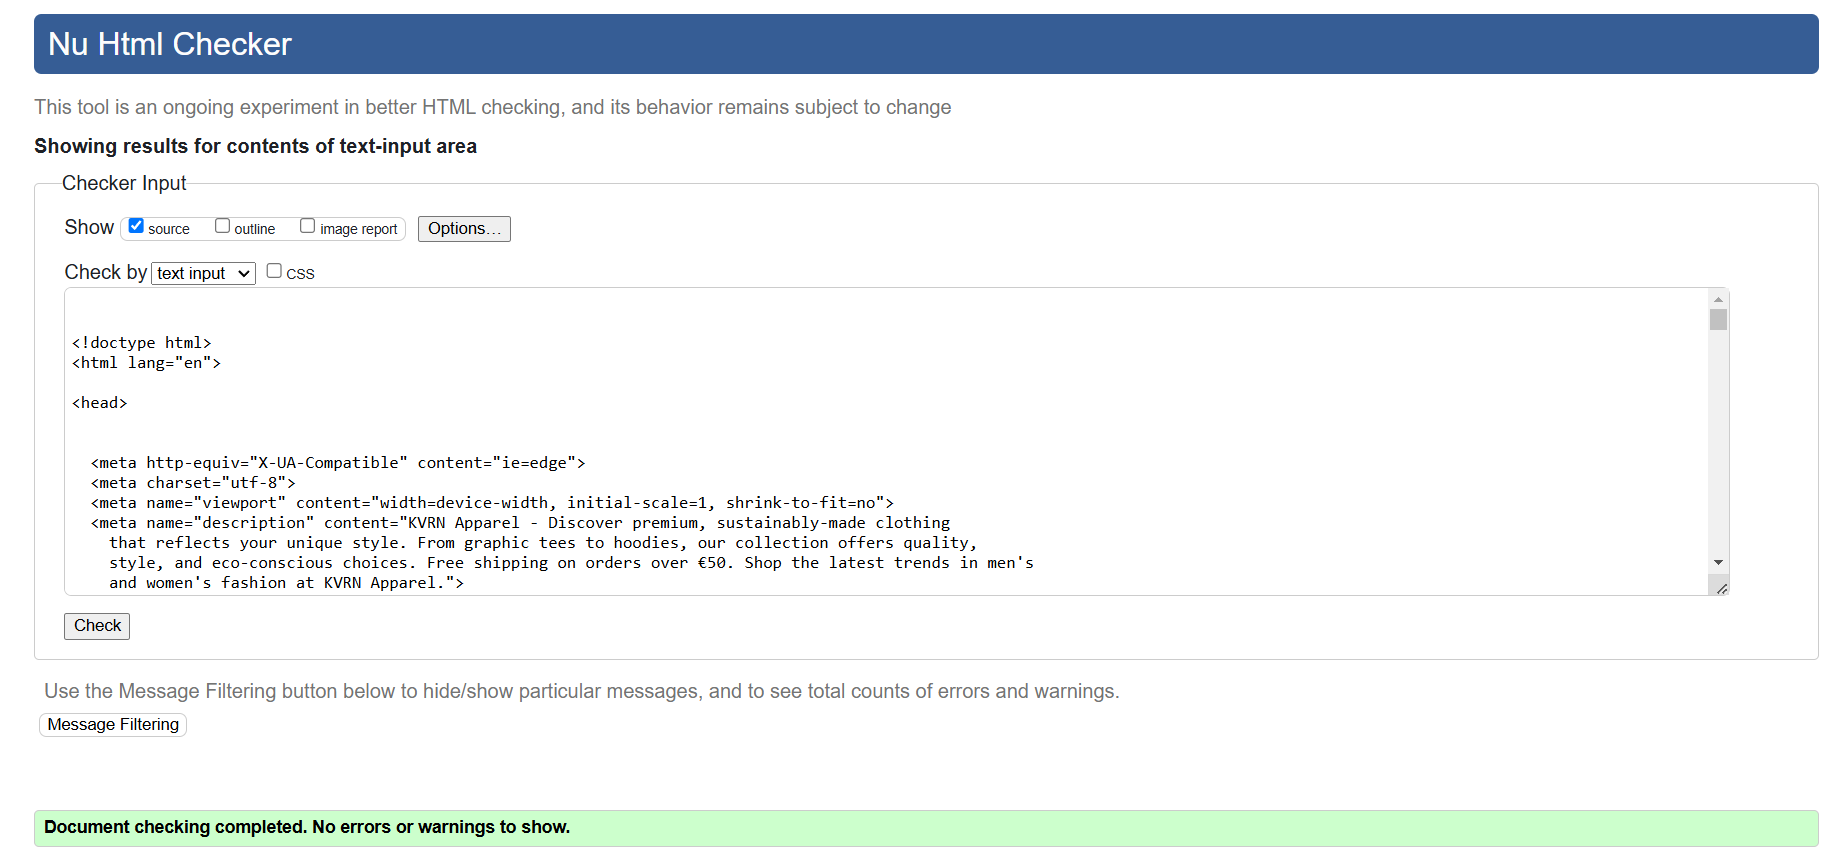 Nu Html Checker
This tool is an ongoing experiment in better HTML checking, and its behavior remains subject to change
Showing results for contents of text-input area
Checker Input
Show source outline image report Options...
Check by text input CSS
<!doctype html>
<html lang="en">
<head>
<meta http-equiv="X-UA-Compatible" content="ie=edge">
<meta charset="utf-8">
<meta name="viewport" content="width=device-width, initial-scale=1, shrink-to-fit=no">
<meta name="description" content="KVRN Apparel - Discover premium, sustainably-made clothing
that reflects your unique style. From graphic tees to hoodies, our collection offers quality,
style, and eco-conscious choices. Free shipping on orders over €50. Shop the latest trends in men's
and women's fashion at KVRN Apparel.">
Check
Use the Message Filtering button below to hide/show particular messages, and to see total counts of errors and warnings.
Message Filtering
Document checking completed. No errors or warnings to show.